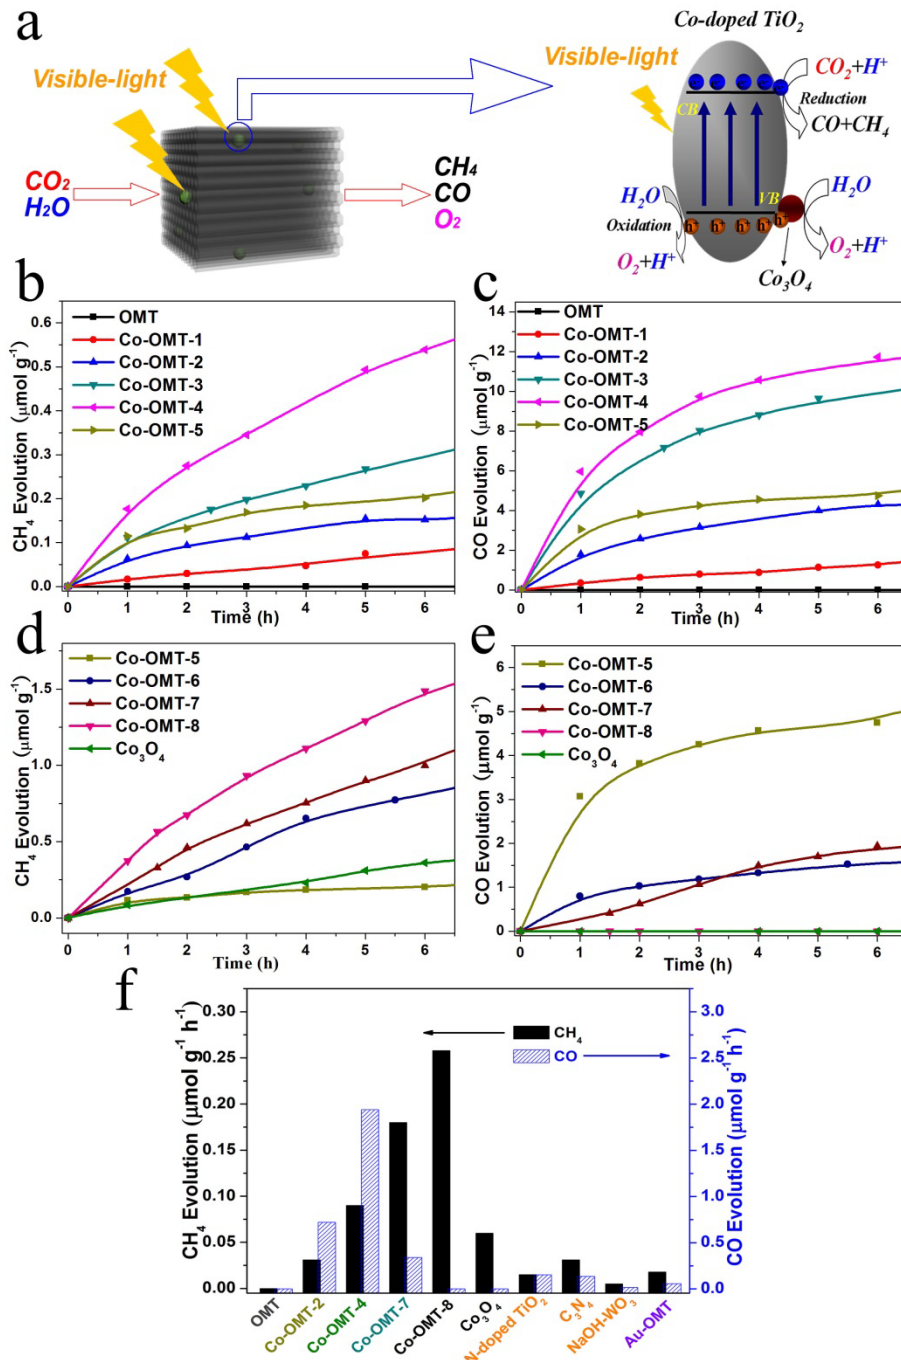 a
Visible-light
CO2
H2O
CH4
CO
O2
Co-doped TiO2
Visible-light
CO2+H+
Reduction
CO+CH4
CB
e- e- e- e- e-
H2O
VB
H2O
Oxidation
h+ h+ h+ h+ h+
O2+H+
O2+H+
Co3O4
b
CH4 Evolution (μmol g-1)
0.6
0.5
0.4
0.3
0.2
0.1
0.0
OMT
Co-OMT-1
Co-OMT-2
Co-OMT-3
Co-OMT-4
Co-OMT-5
0 1 2 3 4 5 6
Time (h)
c
CO Evolution (μmol g-1)
14
12
10
8
6
4
2
0
OMT
Co-OMT-1
Co-OMT-2
Co-OMT-3
Co-OMT-4
Co-OMT-5
0 1 2 3 4 5 6
Time (h)
d
CH4 Evolution (μmol g-1)
1.5
1.0
0.5
0.0
Co-OMT-5
Co-OMT-6
Co-OMT-7
Co-OMT-8
Co3O4
0 1 2 3 4 5 6
Time (h)
e
CO Evolution (μmol g-1)
6
5
4
3
2
1
0
Co-OMT-5
Co-OMT-6
Co-OMT-7
Co-OMT-8
Co3O4
0 1 2 3 4 5 6
Time (h)
f
CH4 Evolution (μmol g-1 h-1)
0.30
0.25
0.20
0.15
0.10
0.05
0.00
CH4
CO
3.0
2.5
2.0
1.5
1.0
0.5
0.0
CO Evolution (μmol g-1 h-1)
OMT
Co-OMT-2
Co-OMT-4
Co-OMT-7
Co-OMT-8
Co3O4
N-doped TiO2
C3N4
NaOH-WO3
Au-OMT